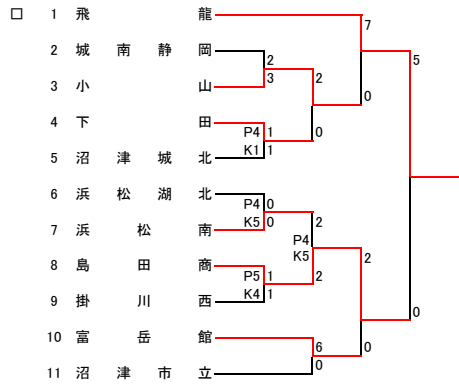 □ 1 飛龍 7
2 城南静岡 2 5
3 小山 3 2
0
4 下田 P4 1 0
5 沼津城北 K1 1
6 浜松湖北 P4 0
7 浜松南 K5 0 2
P4
K5
8 島田商 P5 1 2 2
9 掛川西 K4 1
0
10 富岳館 6 0
11 沼津市立 0